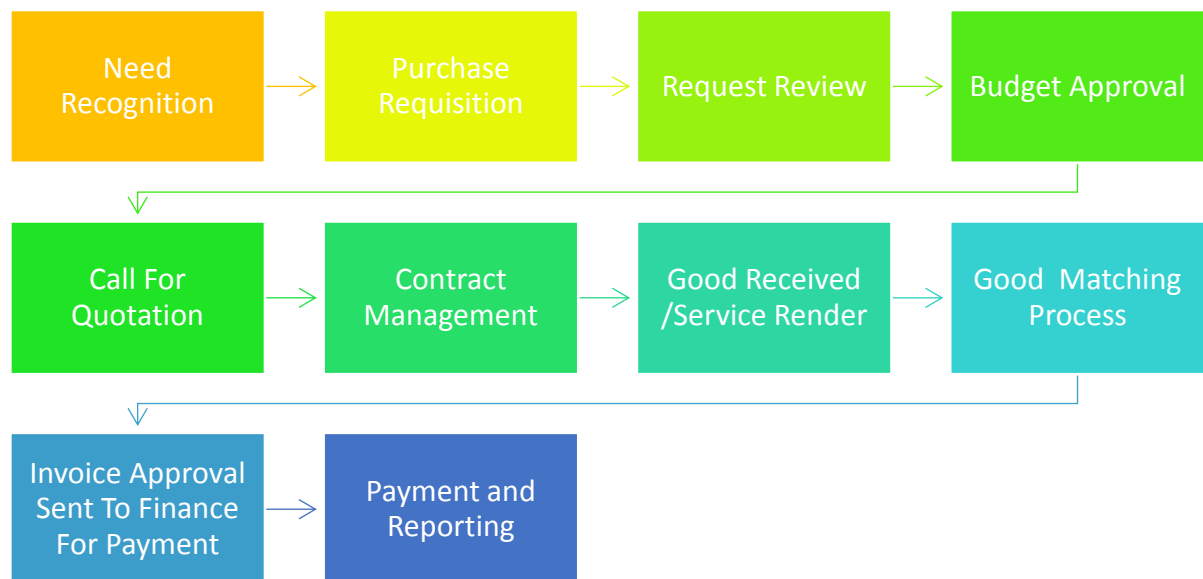 Need
Recognition
Purchase
Requisition
Request Review
Budget Approval
Call For
Quotation
Contract
Management
Good Received
/Service Render
Good  Matching
Process
Invoice Approval
Sent To Finance
For Payment
Payment and
Reporting